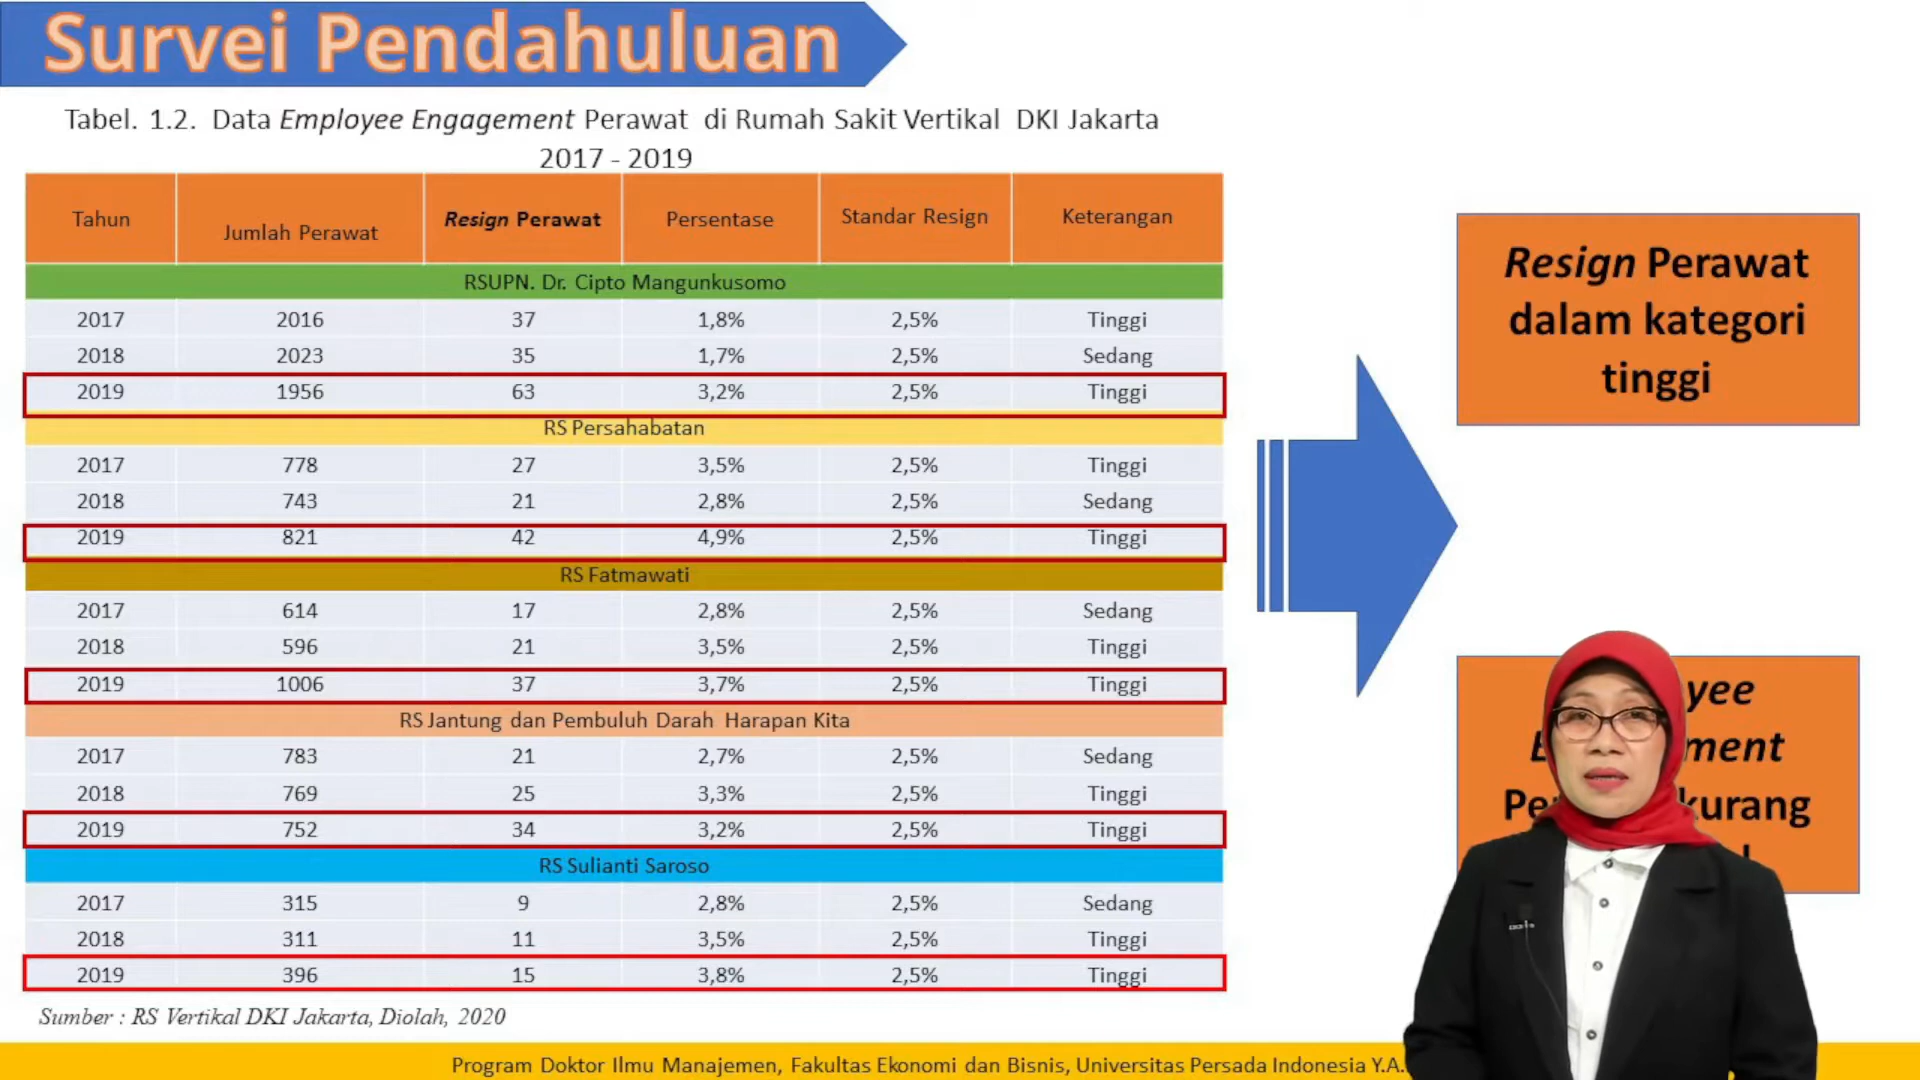 Survei Pendahuluan
Tabel. 1.2. Data Employee Engagement Perawat di Rumah Sakit Vertikal DKI Jakarta
2017 - 2019
Tahun Jumlah Perawat Resign Perawat Persentase Standar Resign Keterangan
RSUPN. Dr. Cipto Mangunkusomo
2017 2016 37 1,8% 2,5% Tinggi
2018 2023 35 1,7% 2,5% Sedang
2019 1956 63 3,2% 2,5% Tinggi
RS Persahabatan
2017 778 27 3,5% 2,5% Tinggi
2018 743 21 2,8% 2,5% Sedang
2019 821 42 4,9% 2,5% Tinggi
RS Fatmawati
2017 614 17 2,8% 2,5% Sedang
2018 596 21 3,5% 2,5% Tinggi
2019 1006 37 3,7% 2,5% Tinggi
RS Jantung dan Pembuluh Darah Harapan Kita
2017 783 21 2,7% 2,5% Sedang
2018 769 25 3,3% 2,5% Tinggi
2019 752 34 3,2% 2,5% Tinggi
RS Sulianti Saroso
2017 315 9 2,8% 2,5% Sedang
2018 311 11 3,5% 2,5% Tinggi
2019 396 15 3,8% 2,5% Tinggi
Sumber : RS Vertikal DKI Jakarta, Diolah, 2020
Resign Perawat
dalam kategori
tinggi
kurang
Program Doktor Ilmu Manajemen, Fakultas Ekonomi dan Bisnis, Universitas Persada Indonesia Y.A.